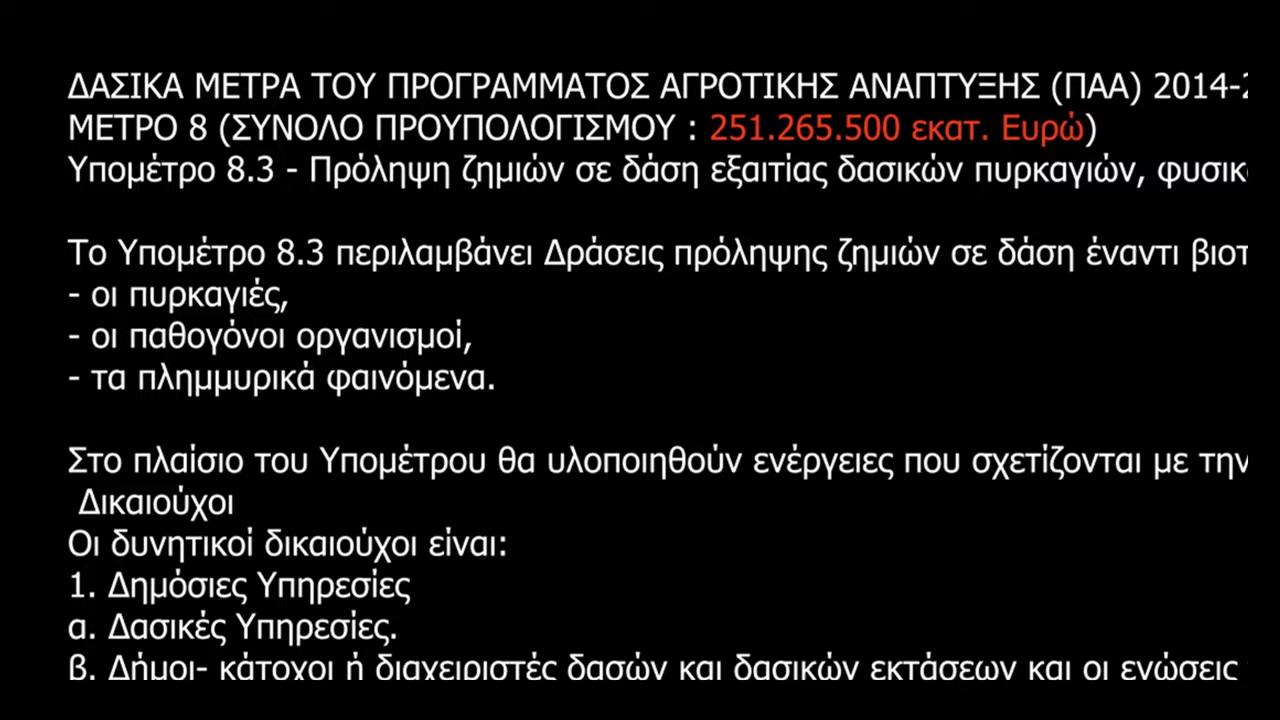 ΔΑΣΙΚΑ ΜΕΤΡΑ ΤΟΥ ΠΡΟΓΡΑΜΜΑΤΟΣ ΑΓΡΟΤΙΚΗΣ ΑΝΑΠΤΥΞΗΣ (ΠΑΑ) 2014-
ΜΕΤΡΟ 8 (ΣΥΝΟΛΟ ΠΡΟΥΠΟΛΟΓΙΣΜΟΥ : 251.265.500 εκατ. Ευρώ)
Υπομέτρο 8.3 - Πρόληψη ζημιών σε δάση εξαιτίας δασικών πυρκαγιών,
Το Υπομέτρο 8.3 περιλαμβάνει Δράσεις πρόληψης ζημιών σε δάση έναντι
- οι πυρκαγιές,
- οι παθογόνοι οργανισμοί,
- τα πλημμυρικά φαινόμενα.
Στο πλαίσιο του Υπομέτρου θα υλοποιηθούν ενέργειες που σχετίζονται με την
Δικαιούχοι
Οι δυνητικοί δικαιούχοι είναι:
1. Δημόσιες Υπηρεσίες
α. Δασικές Υπηρεσίες.
β. Δήμοι- κάτοχοι ή διαχειριστές δασών και δασικών εκτάσεων και οι ενώσεις